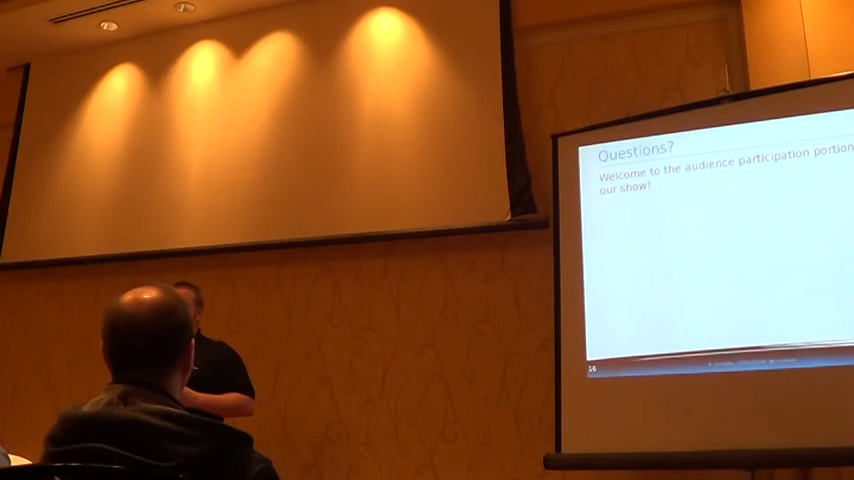 Questions?
Welcome to the audience participation portion
our show!
16